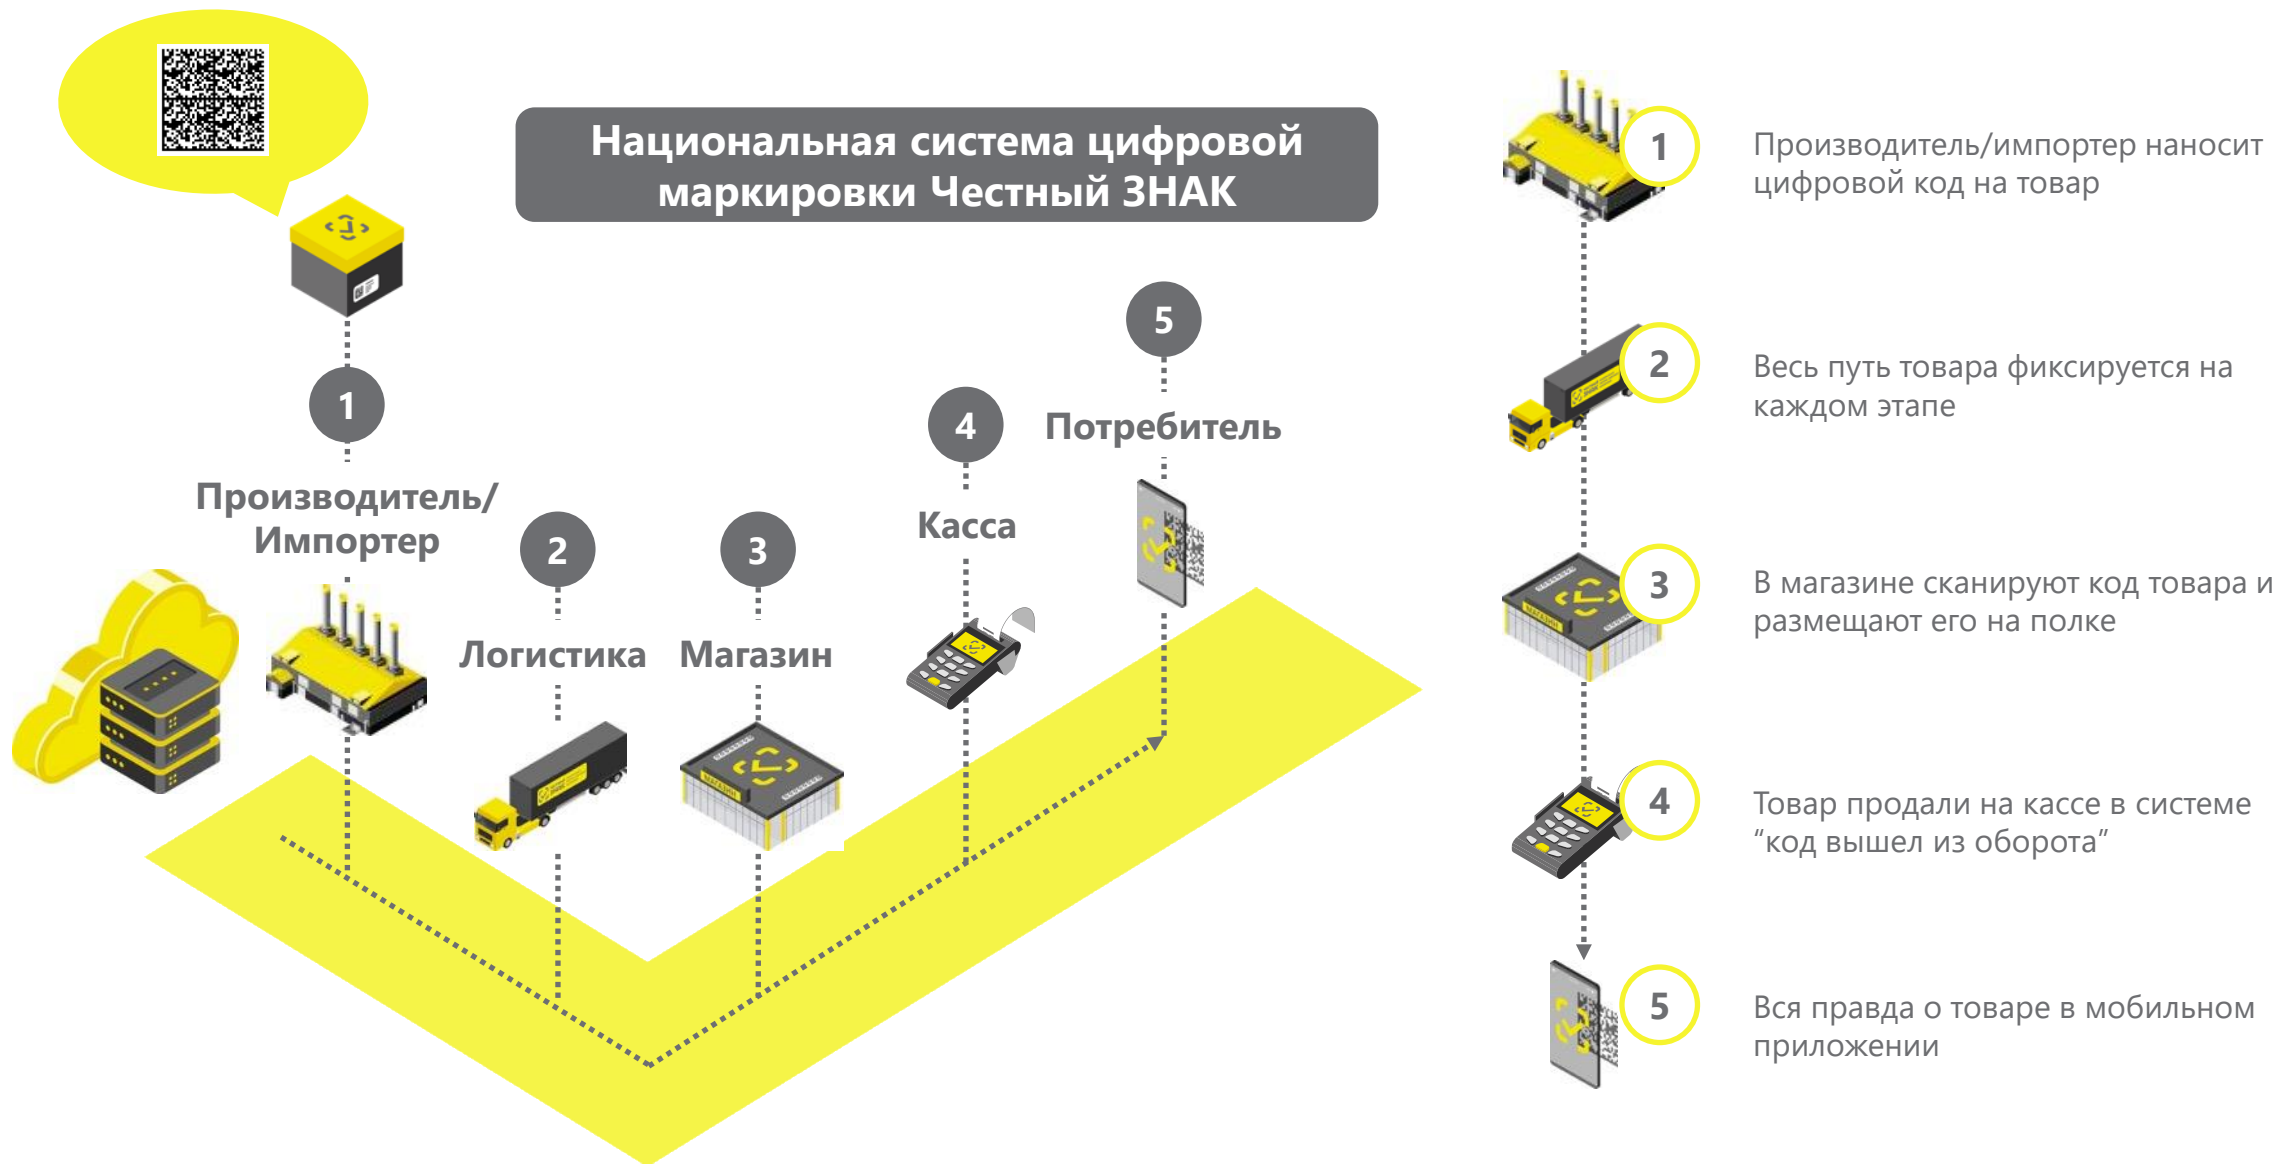 Национальная система цифровой
маркировки Честный ЗНАК
1
Производитель/
Импортер
2
Логистика
3
Магазин
МАГАЗИН
4
Касса
5
Потребитель
1
Производитель/импортер наносит
цифровой код на товар
2
Весь путь товара фиксируется на
каждом этапе
3
В магазине сканируют код товара и
размещают его на полке
МАГАЗИН
4
Товар продали на кассе в системе
“код вышел из оборота”
5
Вся правда о товаре в мобильном
приложении